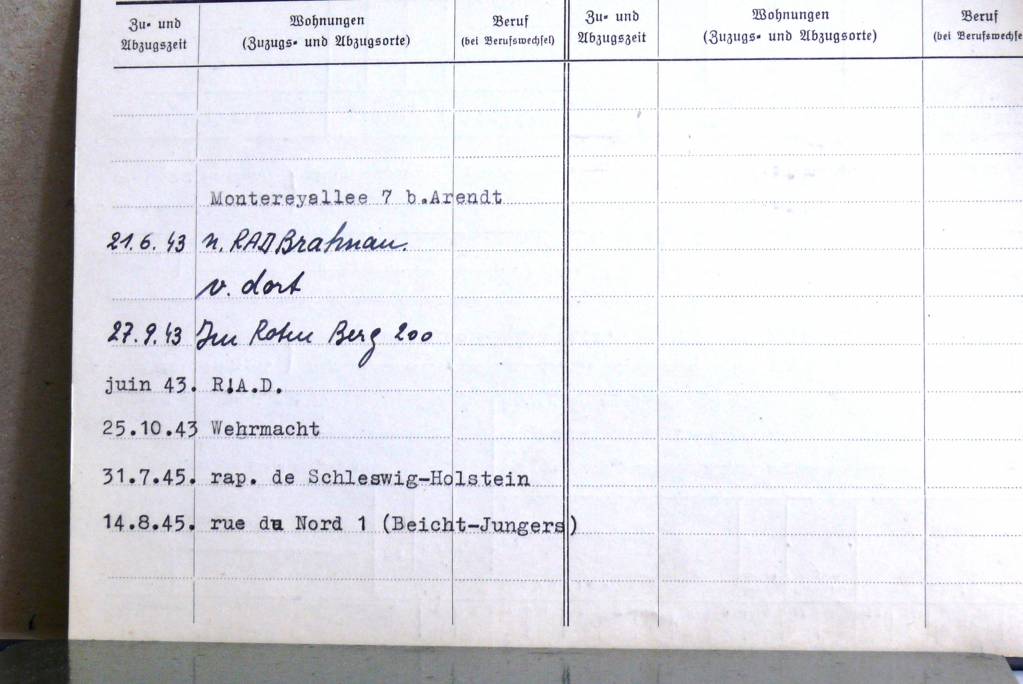 Zu- und Abzugszeit Wohnungen (Zuzugs- und Abzugsorte) Beruf (bei Berufswechsel) Zu- und Abzugszeit Wohnungen (Zuzugs- und Abzugsorte) Beruf (bei Berufswechsel)
Montereyallee 7 b.Arendt
21.6.43 n. RAD Brahnau.
v. dort
27.9.43 Im Roten Berg 200
juin 43. R.A.D.
25.10.43 Wehrmacht
31.7.45. rap. de Schleswig-Holstein
14.8.45. rue du Nord 1 (Beicht-Jungers)